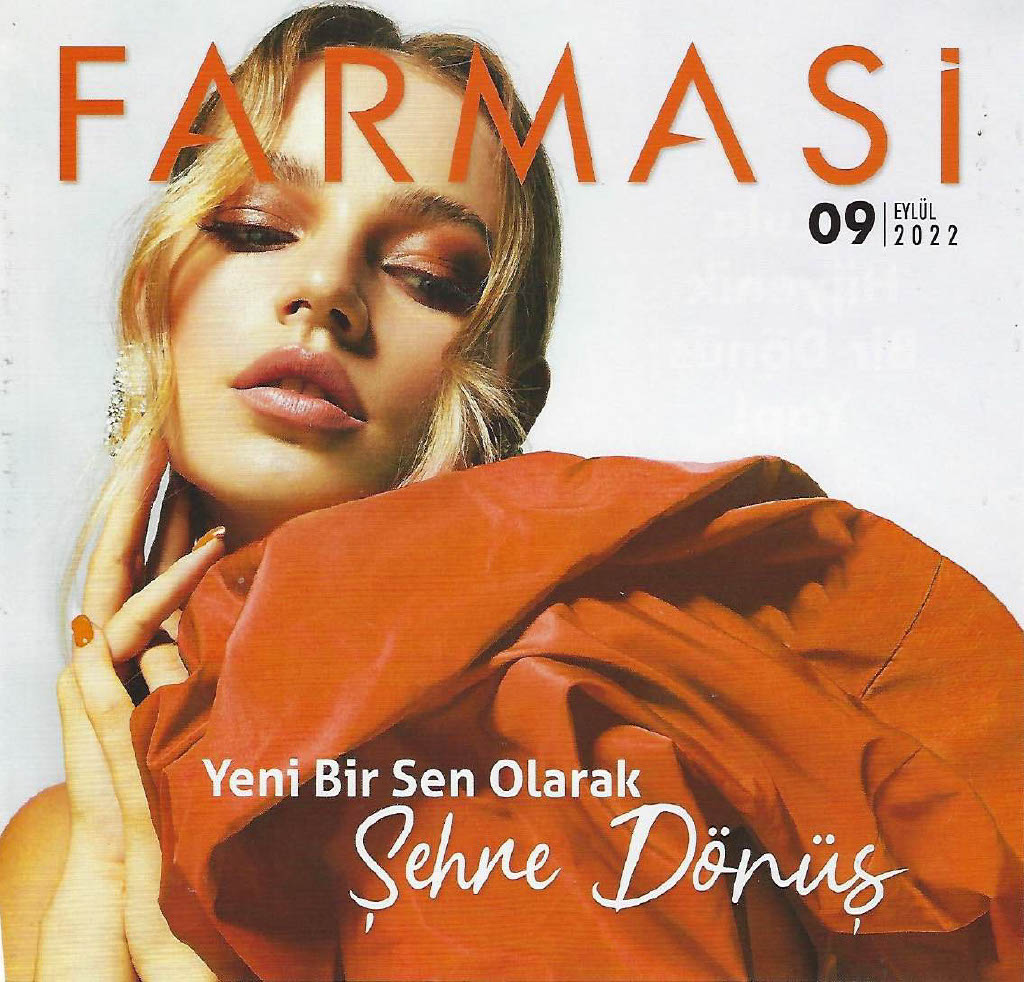 FARMASİ
09 EYLÜL
2022
Yeni Bir Sen Olarak
Şehre Dönüş